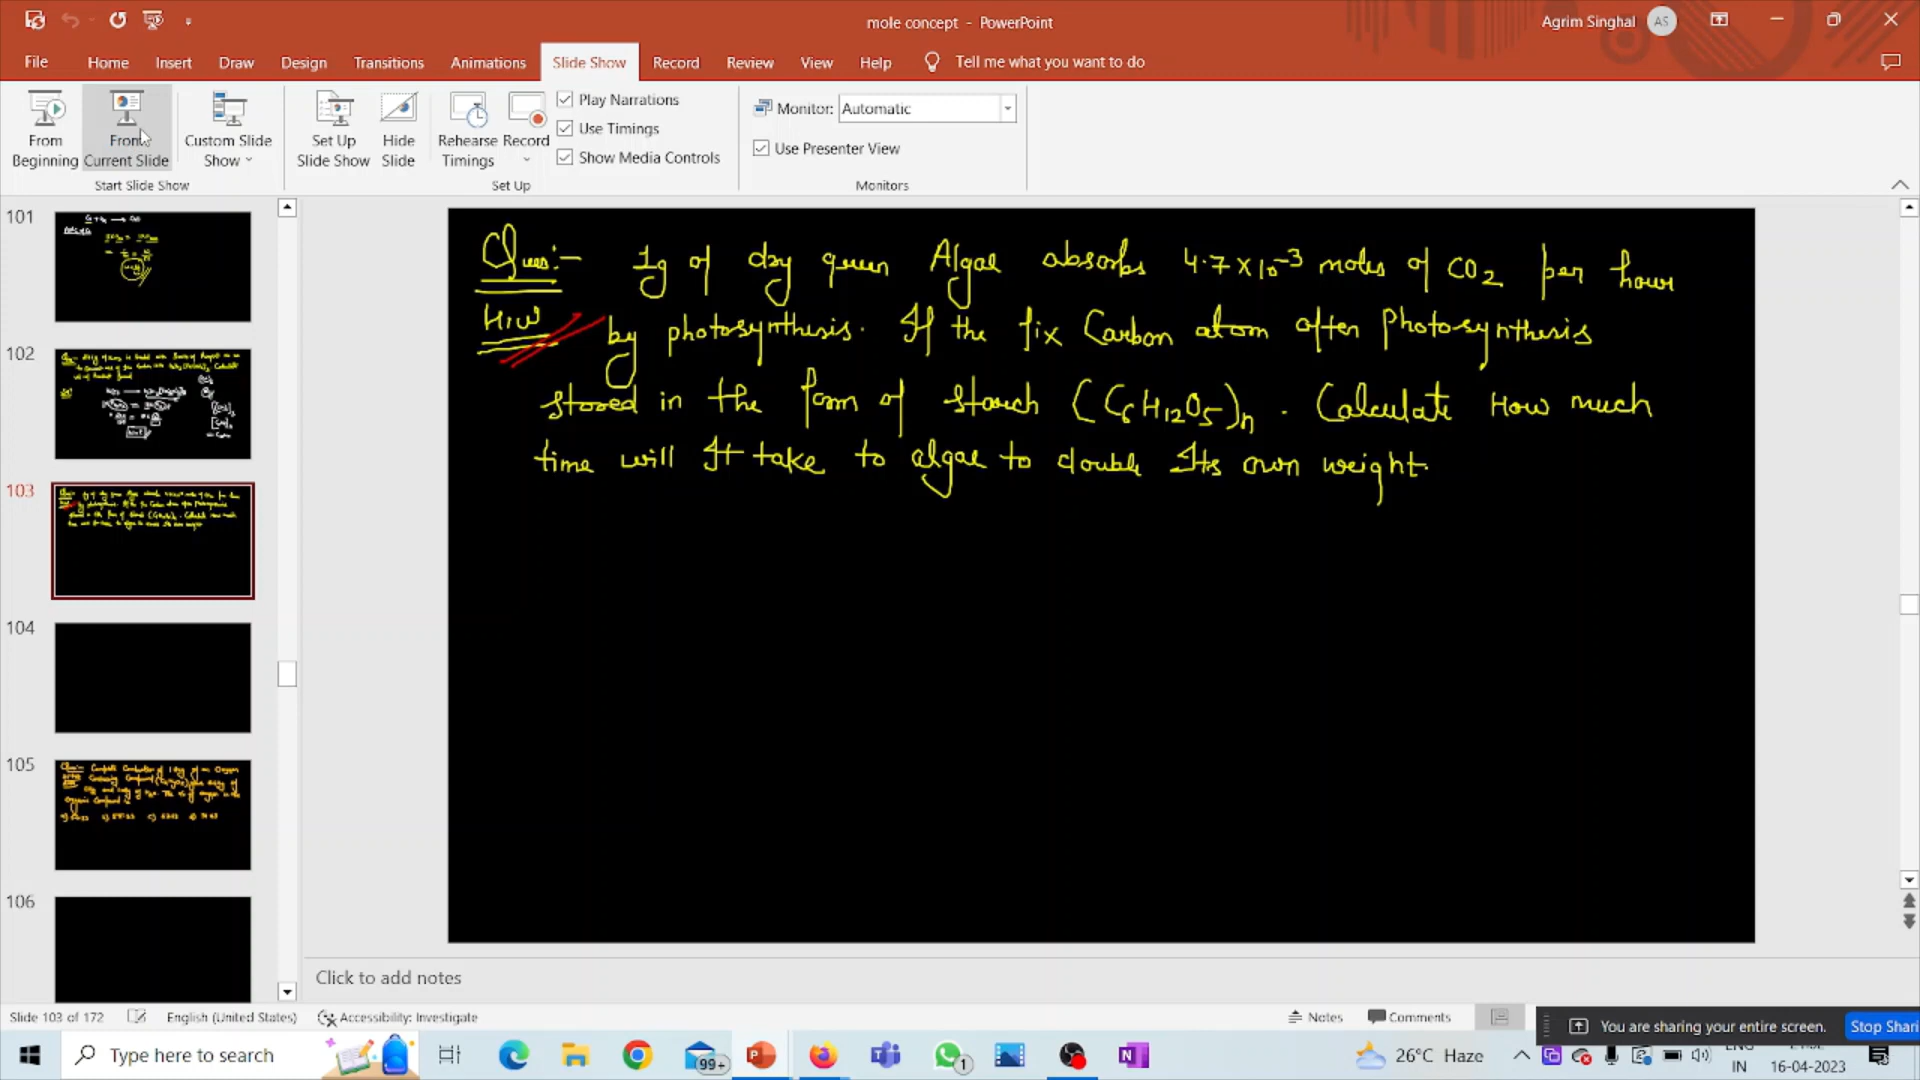 mole concept - PowerPoint
Agrim Singhal AS
File Home Insert Draw Design Transitions Animations Slide Show Record Review View Help Tell me what you want to do
From Beginning
From Current Slide
Custom Slide Show
Set Up Slide Show
Hide Slide
Rehearse Timings
Record
Play Narrations
Use Timings
Show Media Controls
Monitor: Automatic
Use Presenter View
Start Slide Show
Set Up
Monitors
101
102
103
104
105
106
Ques:- 1g of dry green Algae absorbs 4.7×10⁻³ moles of CO₂ per hour
H/W by photosynthesis. If the fix Carbon atom after Photosynthesis
stored in the form of starch (C₆H₁₂O₅)ₙ. Calculate How much
time will It take to algae to double Its own weight.
Click to add notes
Slide 103 of 172 English (United States) Accessibility: Investigate
Notes Comments
You are sharing your entire screen. Stop Shari
Type here to search
99+
1
26°C Haze
IN
16-04-2023